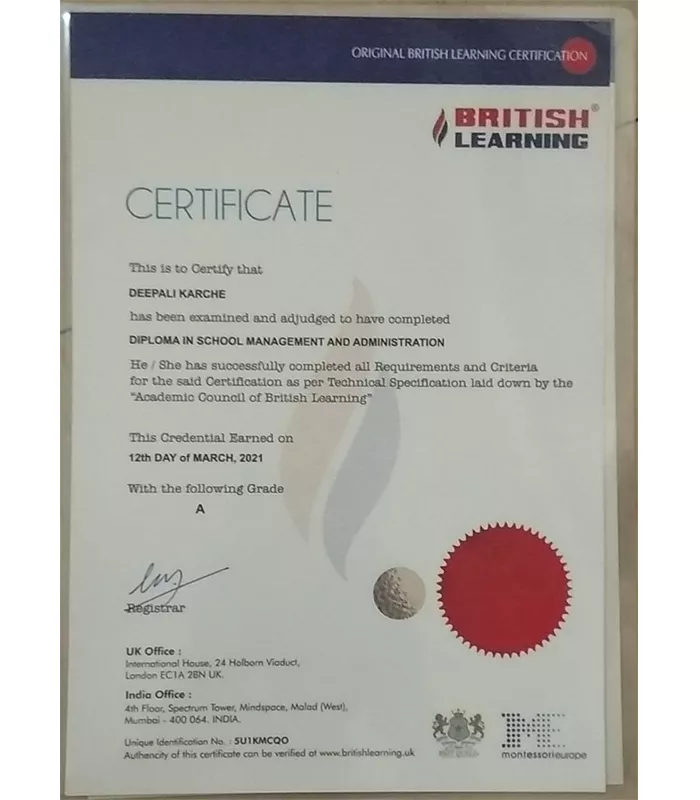 ORIGINAL BRITISH LEARNING CERTIFICATION
BRITISH®
LEARNING
CERTIFICATE
This is to Certify that
DEEPALI KARCHE
has been examined and adjudged to have completed
DIPLOMA IN SCHOOL MANAGEMENT AND ADMINISTRATION
He / She has successfully completed all Requirements and Criteria
for the said Certification as per Technical Specification laid down by the
"Academic Council of British Learning"
This Credential Earned on
12th DAY of MARCH, 2021
With the following Grade
A
Registrar
UK Office :
International House, 24 Holborn Viaduct,
London EC1A 2BN UK.
India Office :
4th Floor, Spectrum Tower, Mindspace, Malad (West),
Mumbai - 400 064. INDIA.
Unique Identification No. : 5U1KMCQO
Authencity of this certificate can be verified at www.britishlearning.uk
montessorieurope